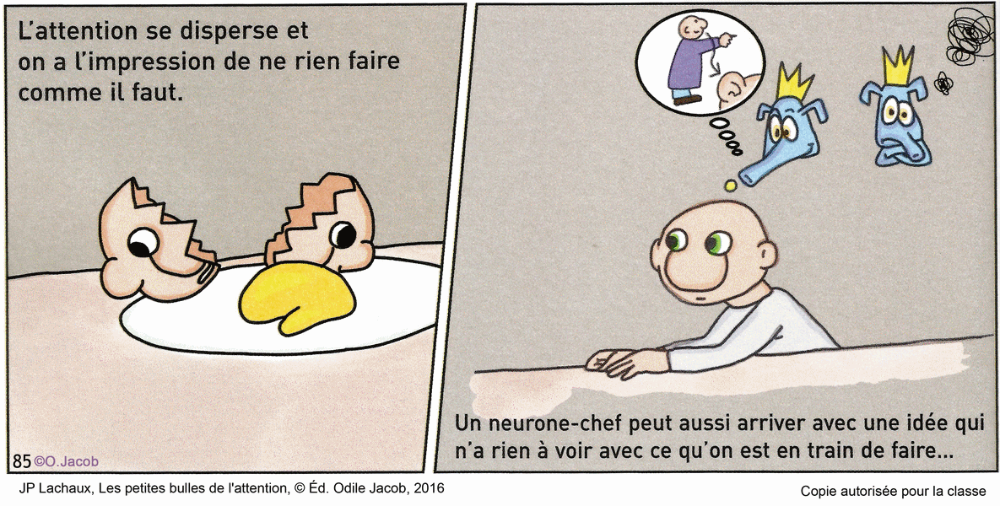 L'attention se disperse et
on a l'impression de ne rien faire
comme il faut.
Un neurone-chef peut aussi arriver avec une idée qui
n'a rien à voir avec ce qu'on est en train de faire...
85 ©O.Jacob
JP Lachaux, Les petites bulles de l'attention, © Éd. Odile Jacob, 2016
Copie autorisée pour la classe